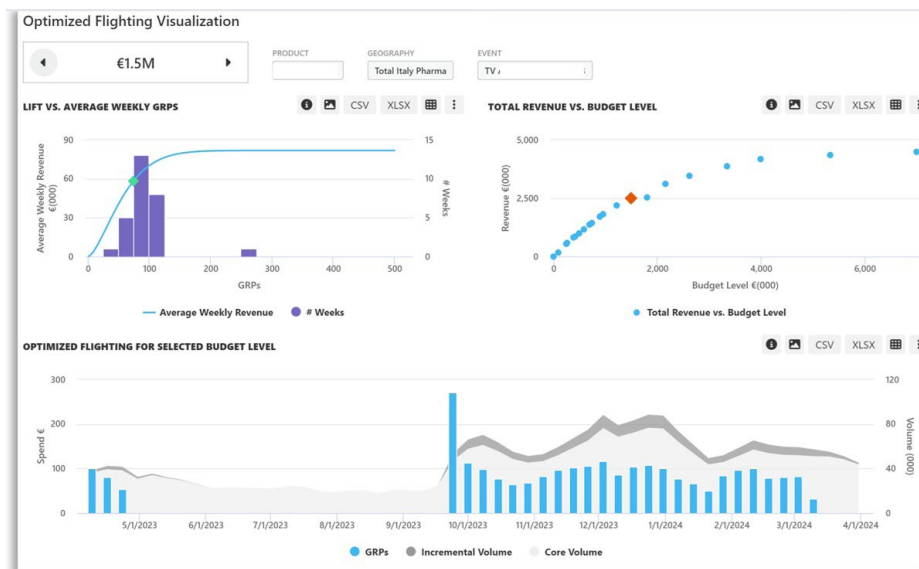 Optimized Flighting Visualization
€1.5M
PRODUCT
GEOGRAPHY
Total Italy Pharma
EVENT
TV
LIFT VS. AVERAGE WEEKLY GRPS
CSV
XLSX
TOTAL REVENUE VS. BUDGET LEVEL
CSV
XLSX
Average Weekly Revenue
€(000)
90
60
30
0
15
10
5
0
# Weeks
0
100
200
300
400
500
GRPs
Average Weekly Revenue
# Weeks
Revenue €(000)
5,000
2,500
0
0
2,000
4,000
6,000
Budget Level €(000)
Total Revenue vs. Budget Level
OPTIMIZED FLIGHTING FOR SELECTED BUDGET LEVEL
CSV
XLSX
Spend €
300
200
100
0
120
80
40
0
Volume (000)
5/1/2023
6/1/2023
7/1/2023
8/1/2023
9/1/2023
10/1/2023
11/1/2023
12/1/2023
1/1/2024
2/1/2024
3/1/2024
4/1/2024
GRPs
Incremental Volume
Core Volume